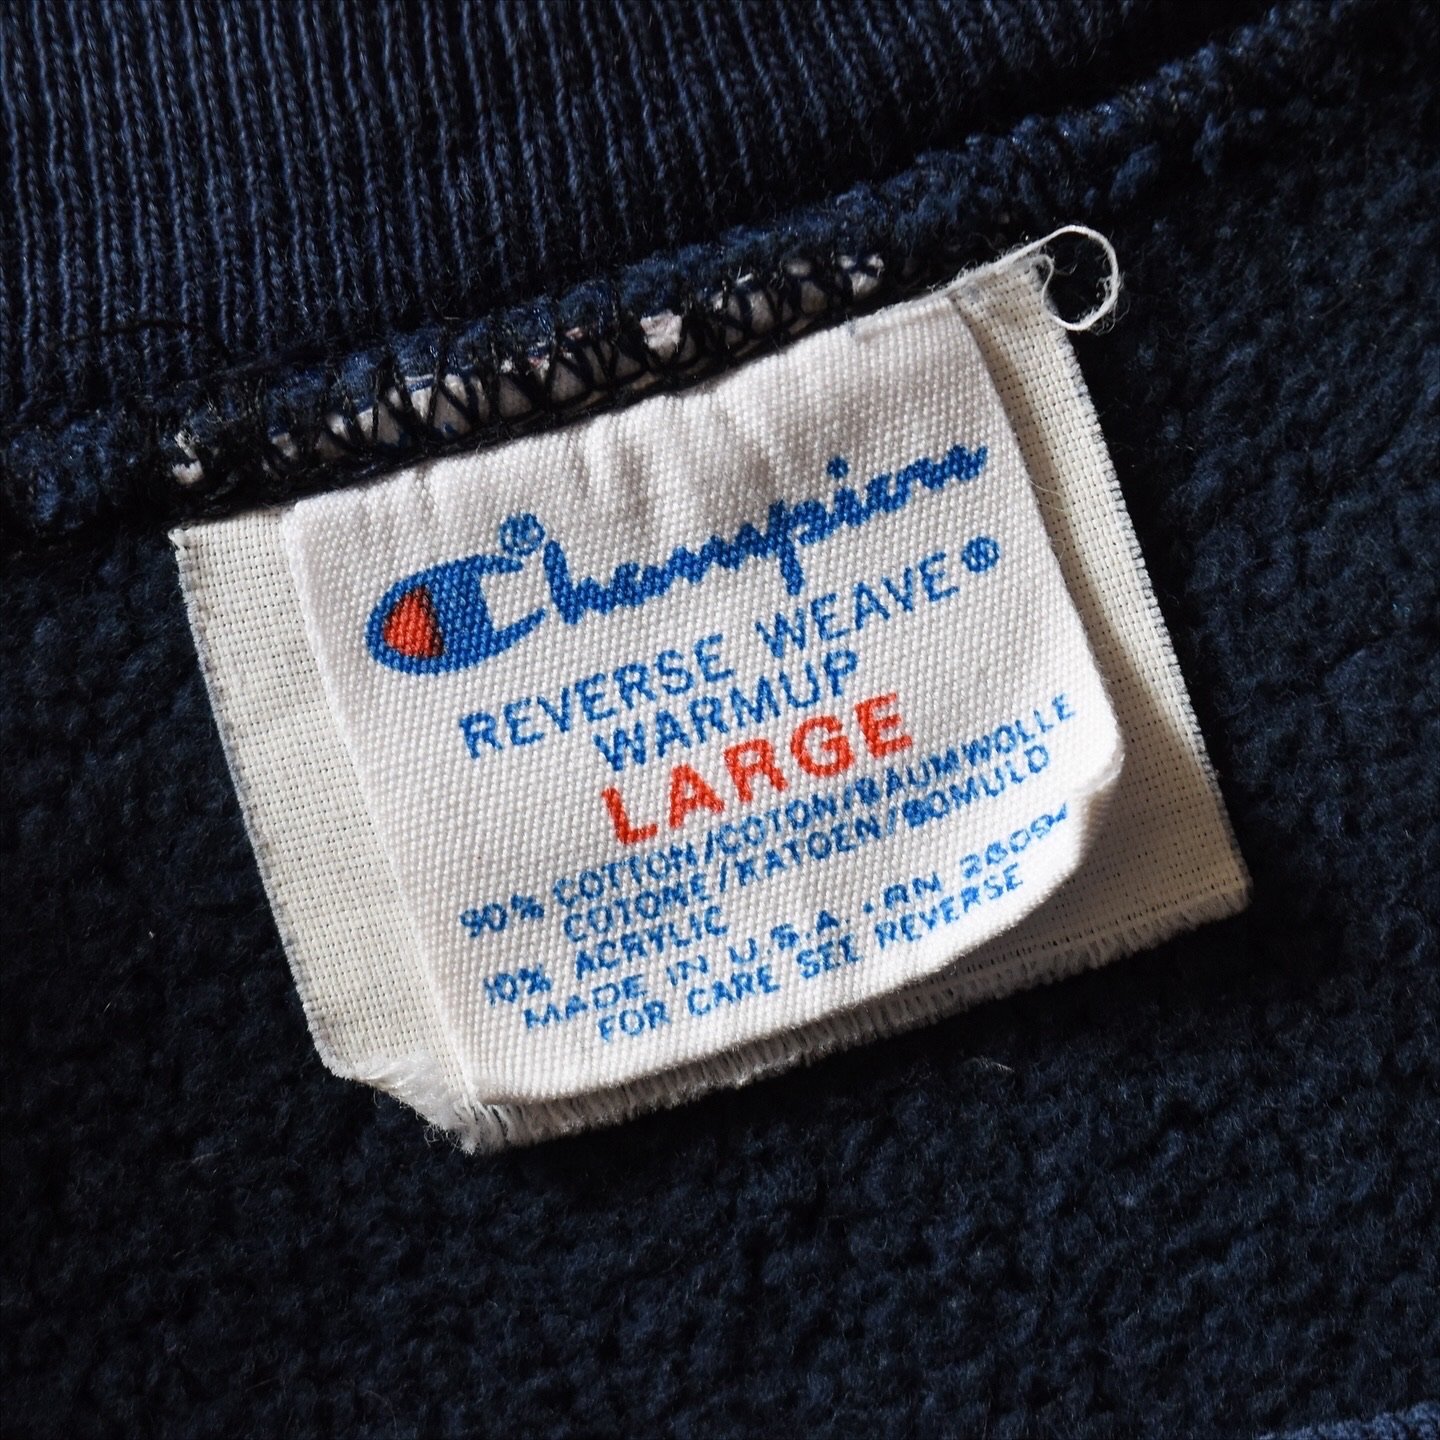 Champion®
REVERSE WEAVE®
WARMUP
LARGE
90% COTTON/COTON/BAUMWOLLE
COTONE/KATOEN/BOMULD
10% ACRYLIC
MADE IN U.S.A. · RN 26094
FOR CARE SEE REVERSE